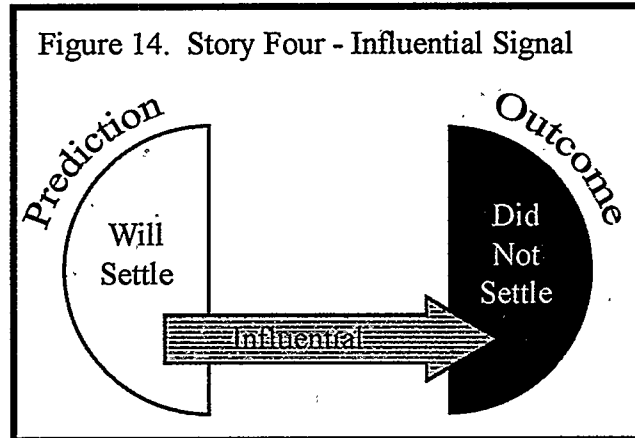 Figure 14. Story Four - Influential Signal
Prediction
Outcome
Will
Settle
Did
Not
Settle
Influential